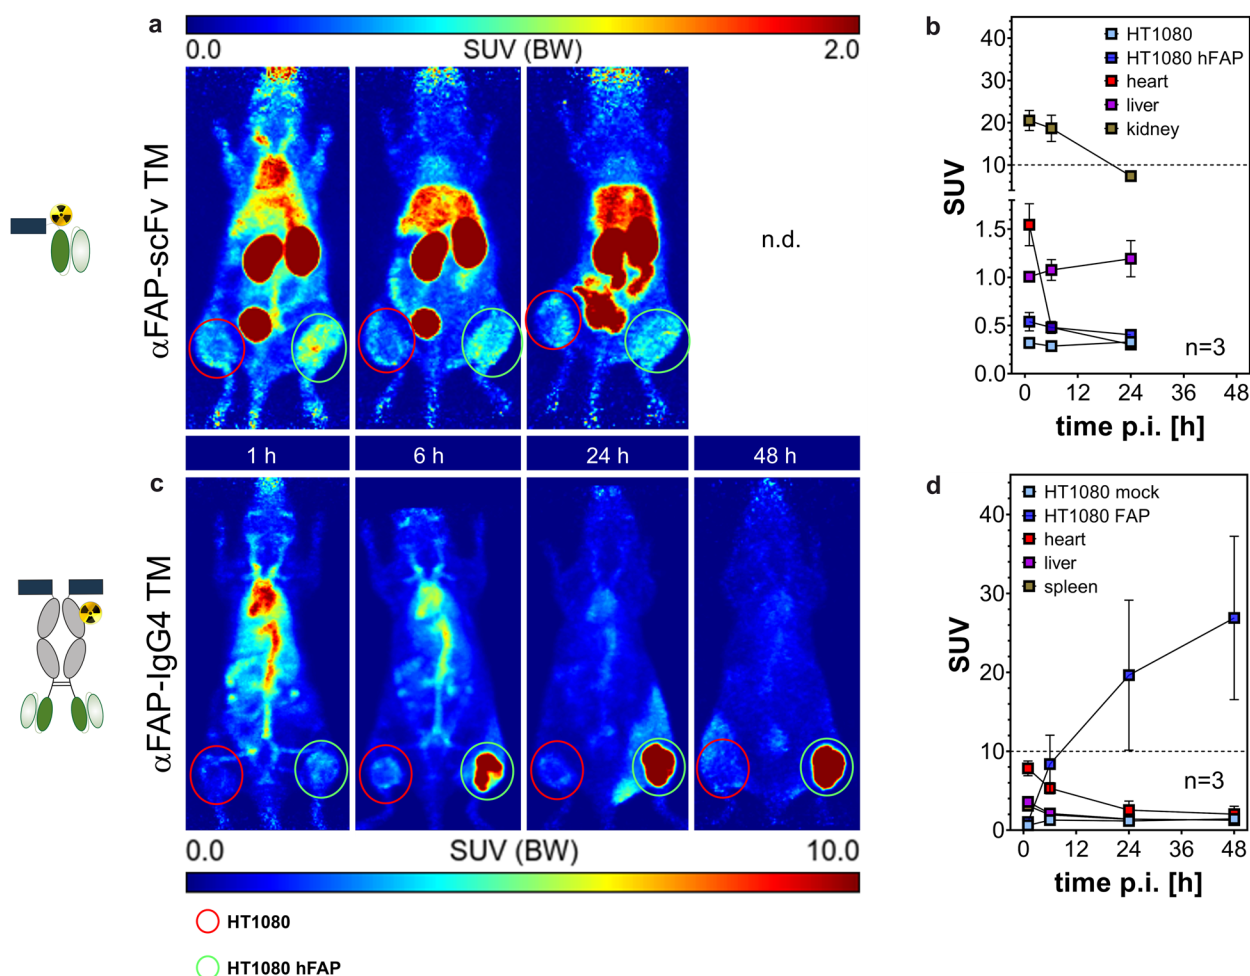 a
0.0 SUV (BW) 2.0
αFAP-scFv TM
n.d.
1 h 6 h 24 h 48 h
c
αFAP-IgG4 TM
0.0 SUV (BW) 10.0
HT1080
HT1080 hFAP
b
HT1080
HT1080 hFAP
heart
liver
kidney
40
30
20
10
1.5
1.0
0.5
0.0
SUV
n=3
0 12 24 36 48
time p.i. [h]
d
HT1080 mock
HT1080 FAP
heart
liver
spleen
40
30
20
10
0
SUV
n=3
0 12 24 36 48
time p.i. [h]